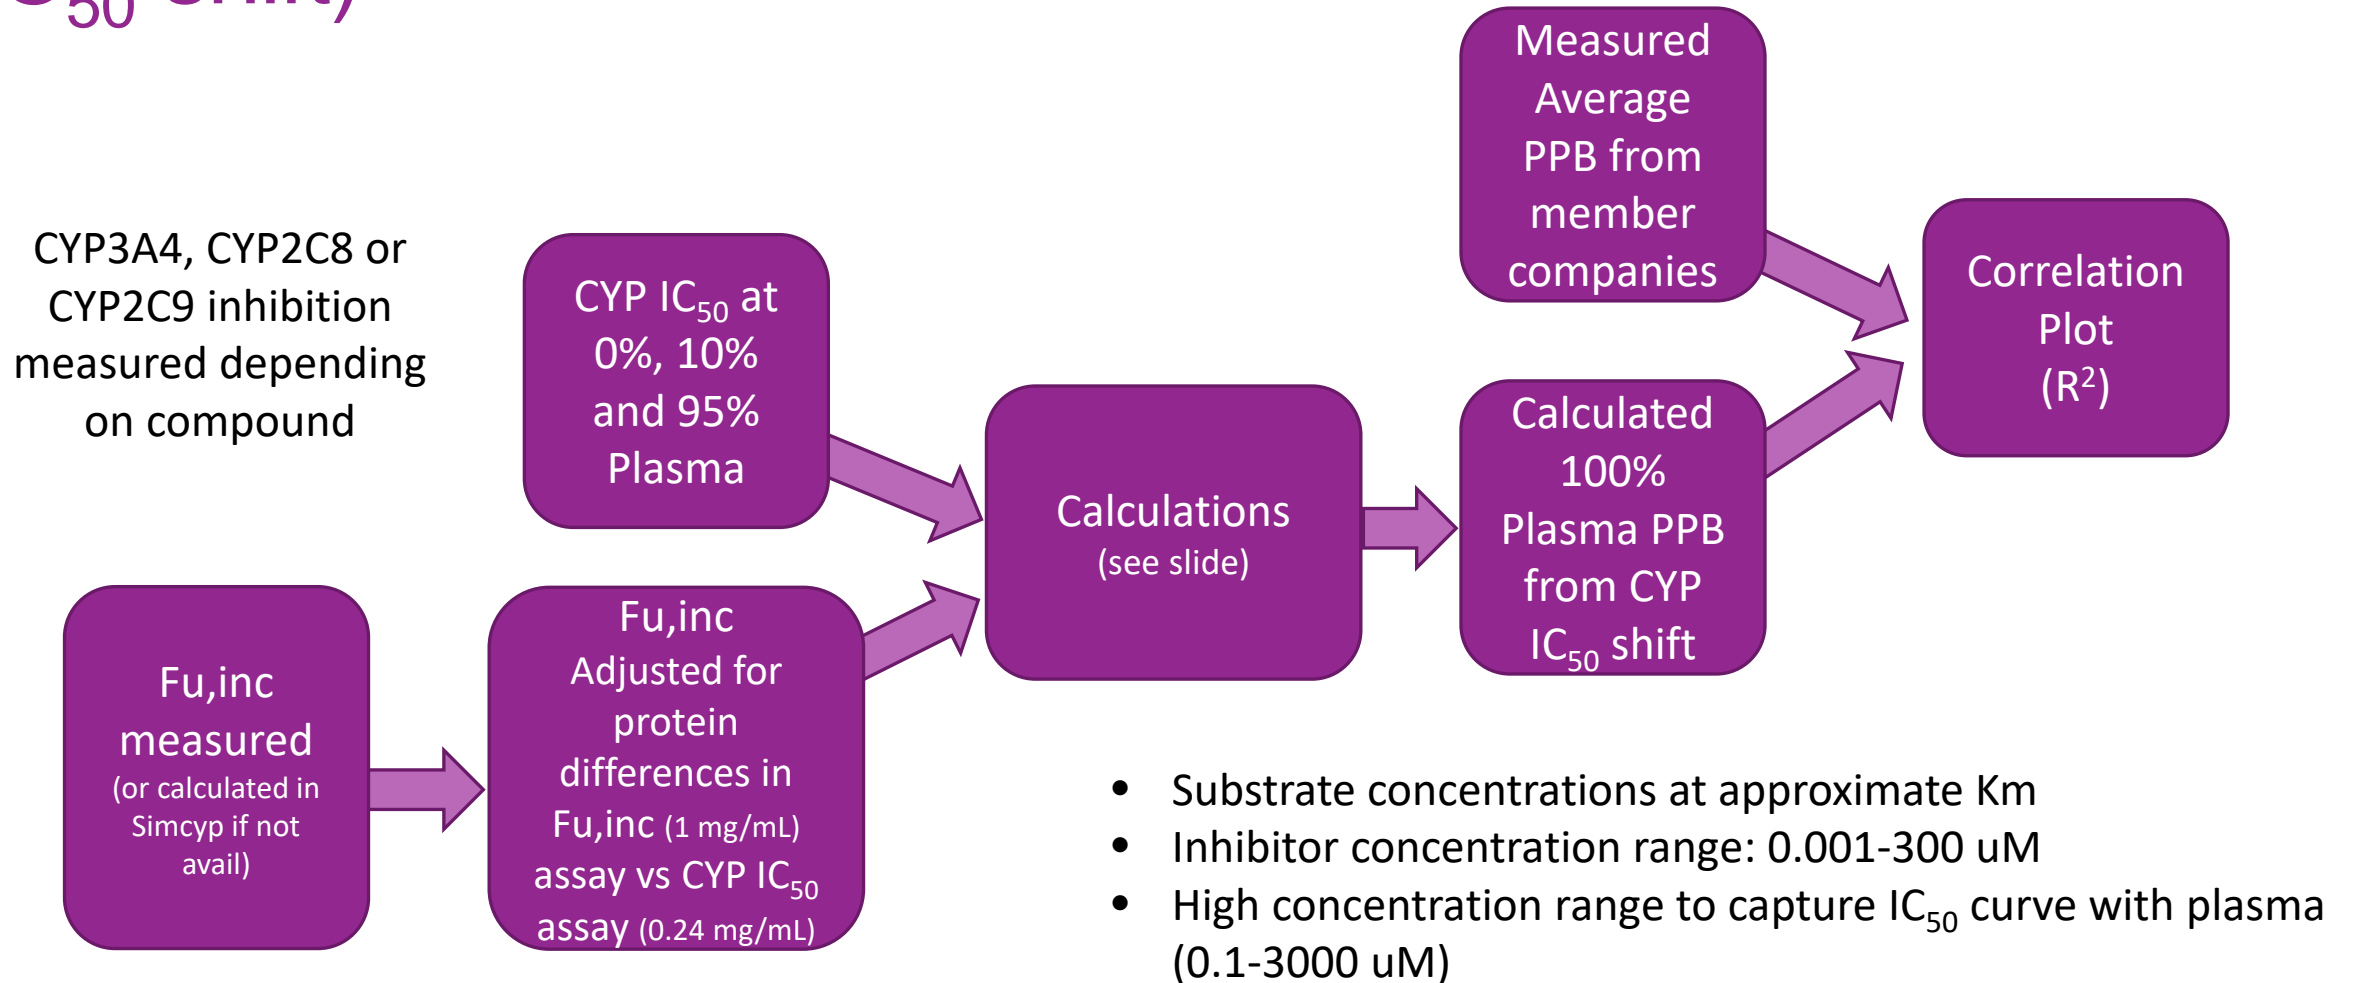 50 shift)
CYP3A4, CYP2C8 or
CYP2C9 inhibition
measured depending
on compound
CYP IC50 at
0%, 10%
and 95%
Plasma
Fu,inc
measured
(or calculated in
Simcyp if not
avail)
Fu,inc
Adjusted for
protein
differences in
Fu,inc (1 mg/mL)
assay vs CYP IC50
assay (0.24 mg/mL)
Calculations
(see slide)
Measured
Average
PPB from
member
companies
Calculated
100%
Plasma PPB
from CYP
IC50 shift
Correlation
Plot
(R2)
• Substrate concentrations at approximate Km
• Inhibitor concentration range: 0.001-300 uM
• High concentration range to capture IC50 curve with plasma
(0.1-3000 uM)